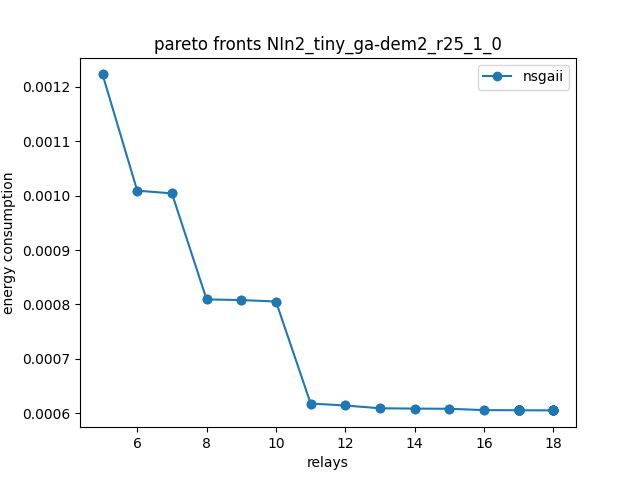 pareto fronts NIn2_tiny_ga-dem2_r25_1_0
nsgaii
0.0012
0.0011
0.0010
0.0009
0.0008
0.0007
0.0006
energy consumption
6 8 10 12 14 16 18
relays